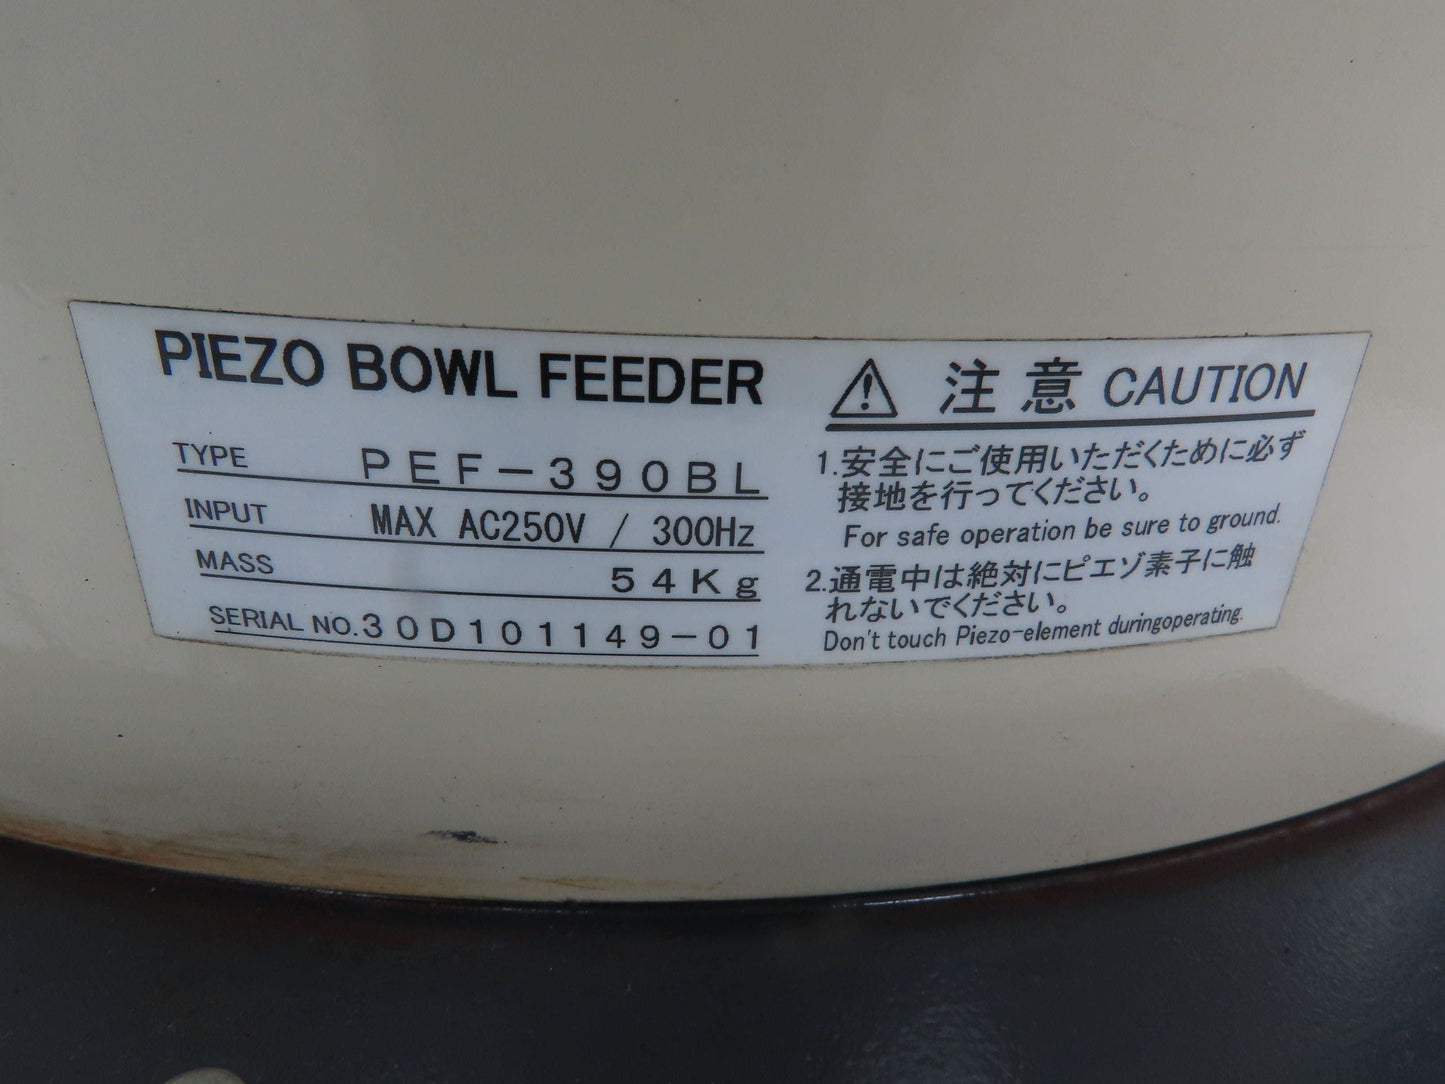 PIEZO BOWL FEEDER
TYPE PEF-390BL
INPUT MAX AC250V / 300Hz
MASS 54Kg
SERIAL NO. 30D101149-01
注意 CAUTION
1.安全にご使用いただくために必ず
接地を行ってください。
For safe operation be sure to ground.
2.通電中は絶対にピエゾ素子に触
れないでください。
Don't touch Piezo-element duringoperating.